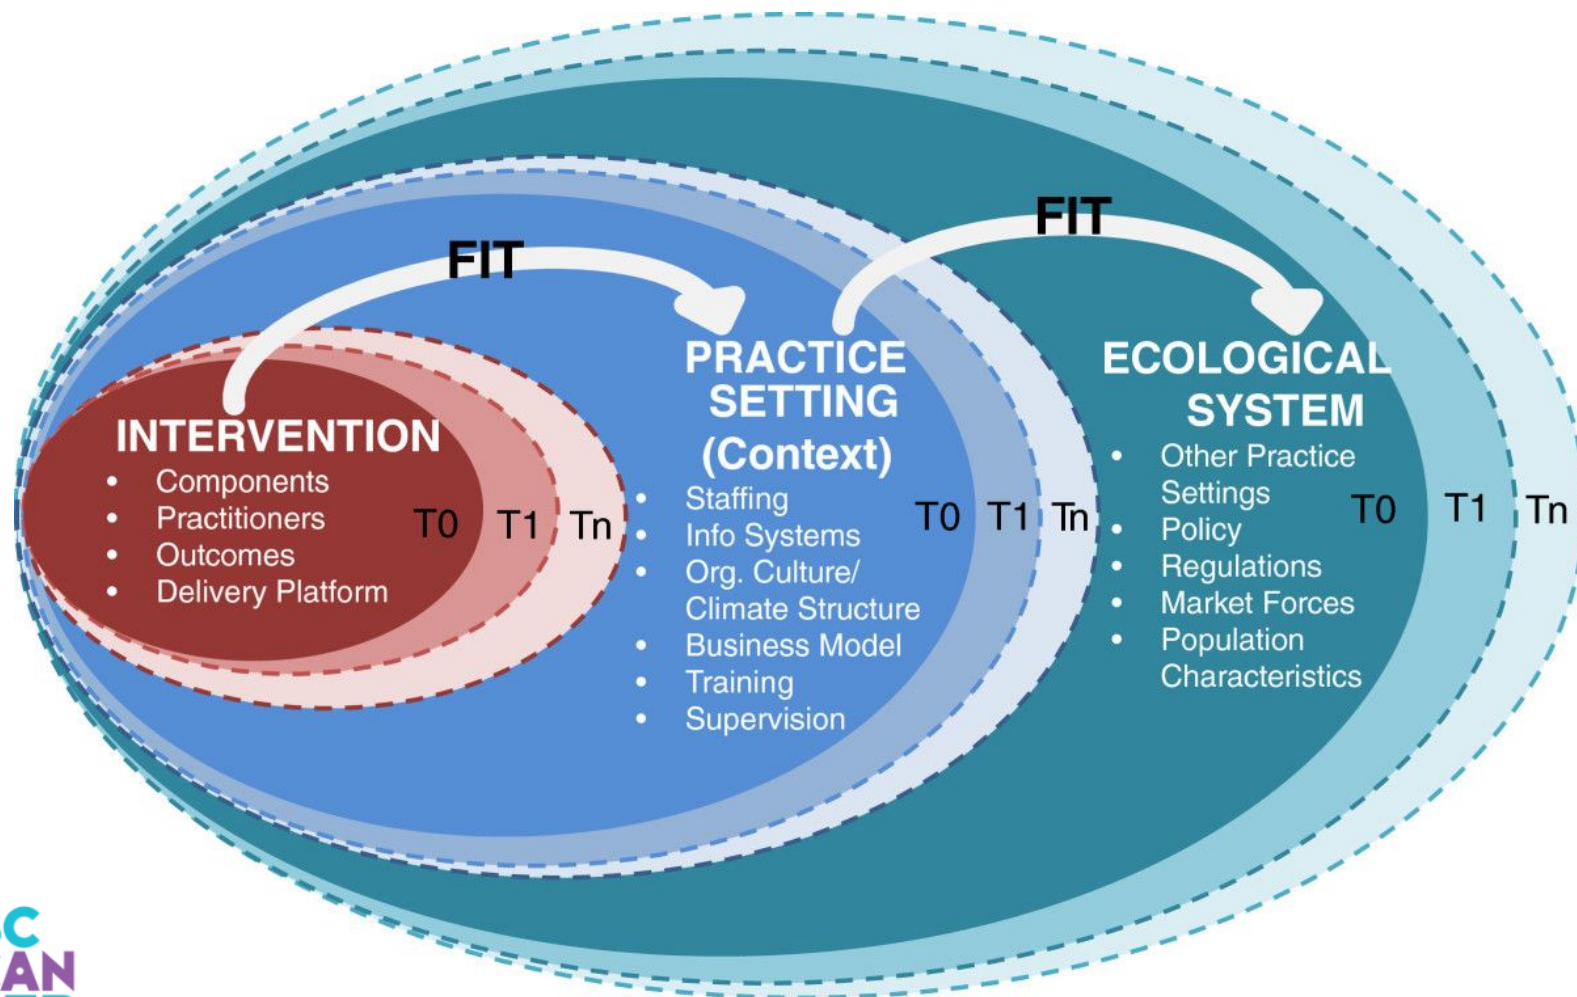 FIT
FIT
INTERVENTION
• Components
• Practitioners
• Outcomes
• Delivery Platform
T0 T1 Tn
PRACTICE
SETTING
(Context)
• Staffing
• Info Systems
• Org. Culture/
Climate Structure
• Business Model
• Training
• Supervision
T0 T1 Tn
ECOLOGICAL
SYSTEM
• Other Practice
Settings
• Policy
• Regulations
• Market Forces
• Population
Characteristics
T0 T1 Tn